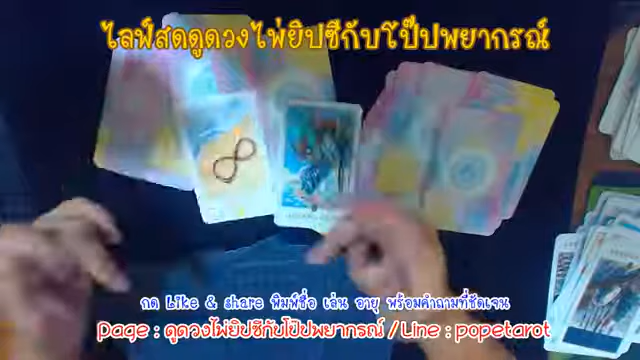 ไลฟ์สดดูดวงไพ่ยิปซีกับโป๊ปพยากรณ์
กด Like & share พิมพ์ชื่อ เล่น อายุ พร้อมคำถามที่ชัดเจน
Page : ดูดวงไพ่ยิปซีกับโป๊ปพยากรณ์ / Line : popetarot